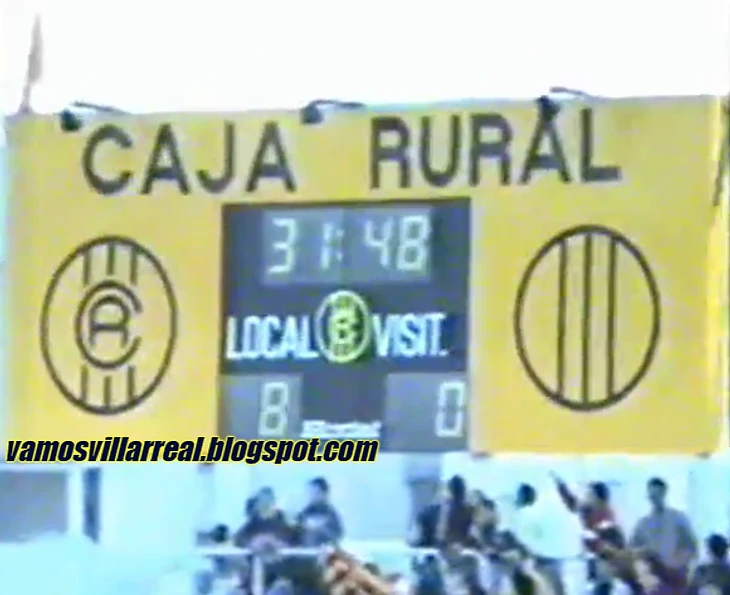 CAJA RURAL
31:48
LOCAL VISIT.
8 0
vamosvillarreal.blogspot.com